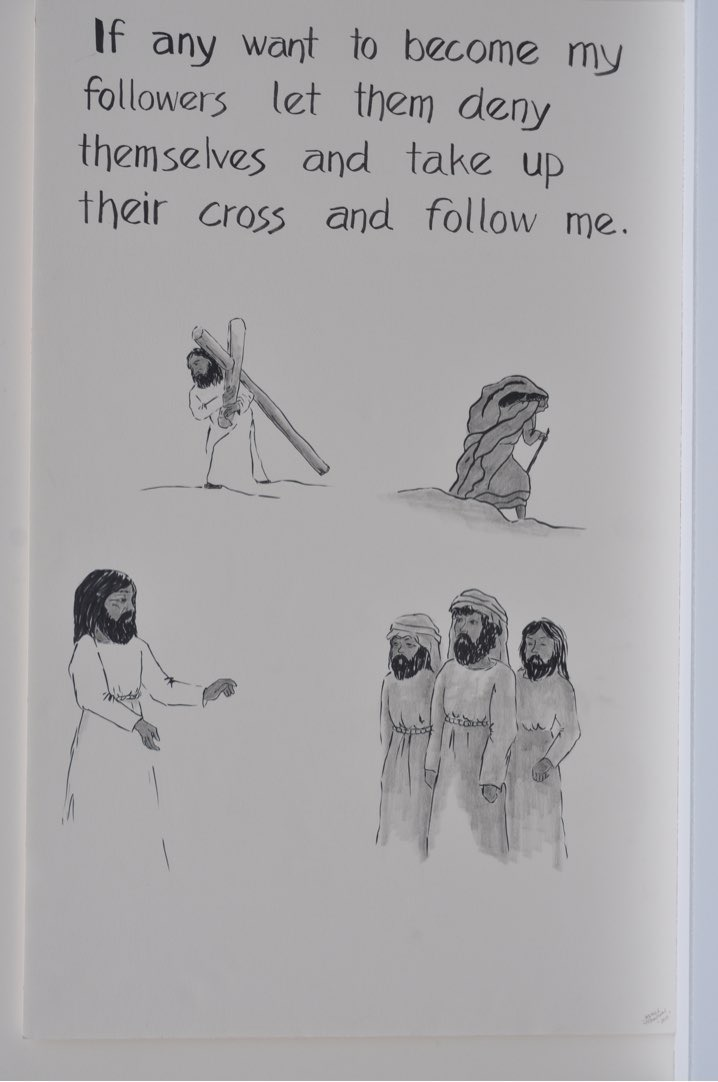 If any want to become my
followers let them deny
themselves and take up
their cross and follow me.